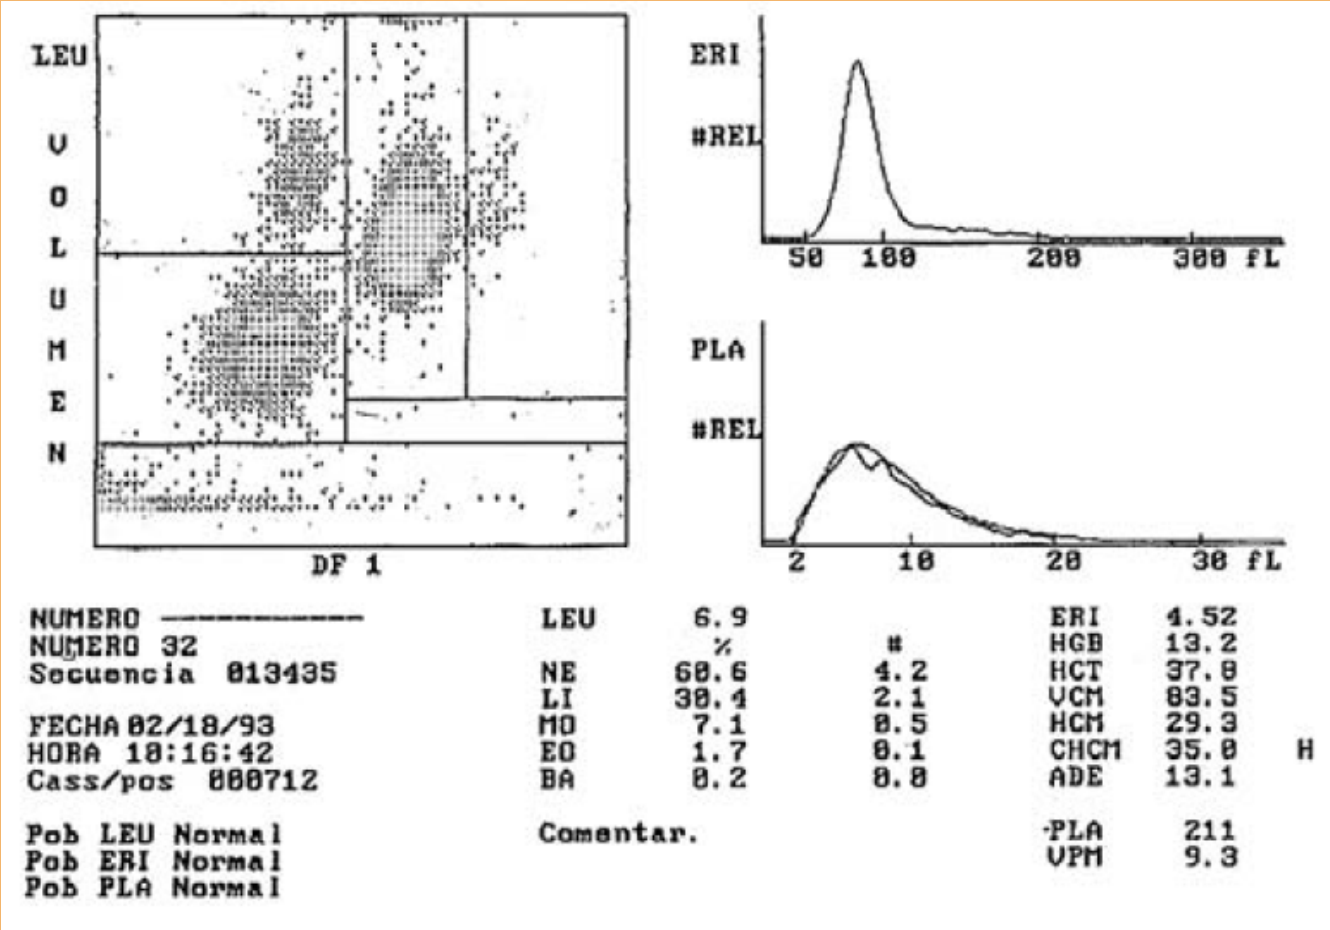 LEU
VOLUMEN
DF 1
ERI
#REL
50 100 200 300 fL
PLA
#REL
2 10 20 30 fL
NUMERO
NUMERO 32
Secuencia 013435
FECHA 02/18/93
HORA 10:16:42
Cass/pos 000712
Pob LEU Normal
Pob ERI Normal
Pob PLA Normal
LEU 6.9
% #
NE 60.6 4.2
LI 30.4 2.1
MO 7.1 0.5
EO 1.7 0.1
BA 0.2 0.0
Comentar.
ERI 4.52
HGB 13.2
HCT 37.8
VCM 83.5
HCM 29.3
CHCM 35.0 H
ADE 13.1
PLA 211
VPM 9.3